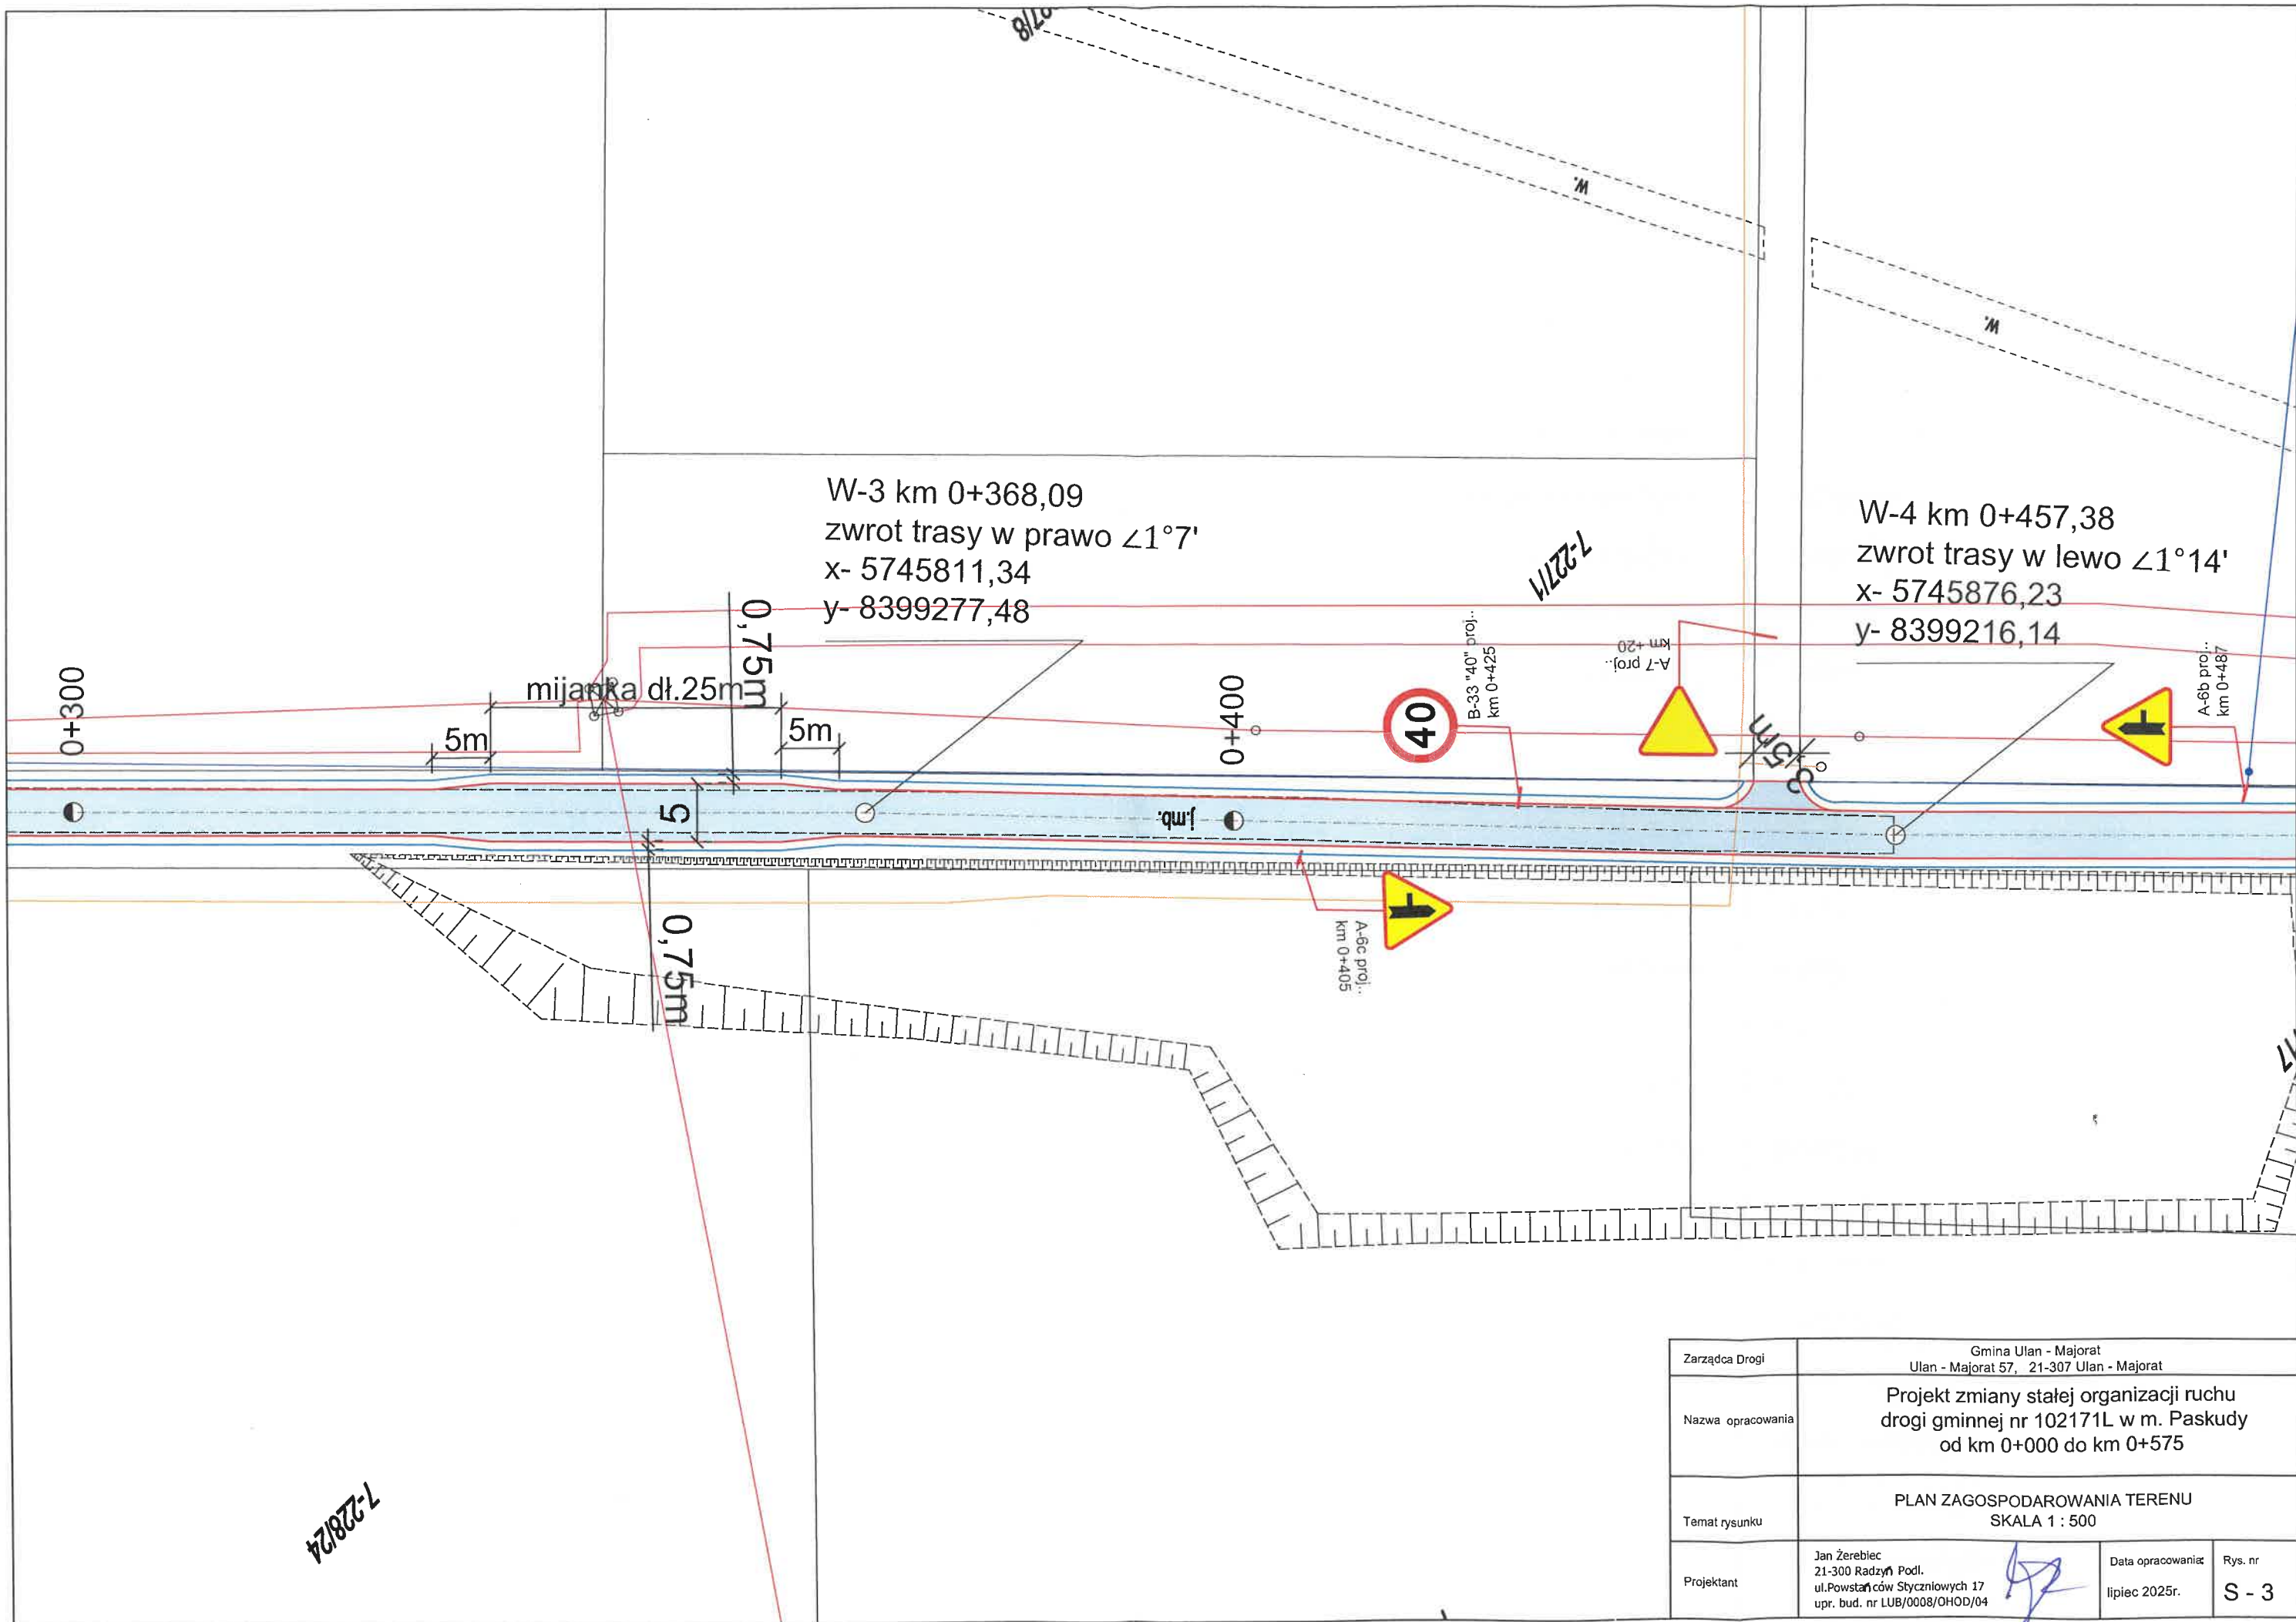 w.
w.
W-3 km 0+368,09
zwrot trasy w prawo ∠1°7'
x- 5745811,34
y- 8399277,48
7-227/1
W-4 km 0+457,38
zwrot trasy w lewo ∠1°14'
x- 5745876,23
y- 8399216,14
0+300
mijanka dł.25m
0,75m
5m
5m
0+400
40
B-33 "40" proj..
km 0+425
A-7 proj..
km +20
A-6b proj..
km 0+487
5
j.mb.
0,75m
A-6c proj..
km 0+405
7-228/24
Zarządca Drogi
Gmina Ulan - Majorat
Ulan - Majorat 57, 21-307 Ulan - Majorat
Nazwa opracowania
Projekt zmiany stałej organizacji ruchu
drogi gminnej nr 102171L w m. Paskudy
od km 0+000 do km 0+575
Temat rysunku
PLAN ZAGOSPODAROWANIA TERENU
SKALA 1 : 500
Projektant
Jan Żerebiec
21-300 Radzyń Podl.
ul.Powstańców Styczniowych 17
upr. bud. nr LUB/0008/OHOD/04
Data opracowania:
lipiec 2025r.
Rys. nr
S - 3